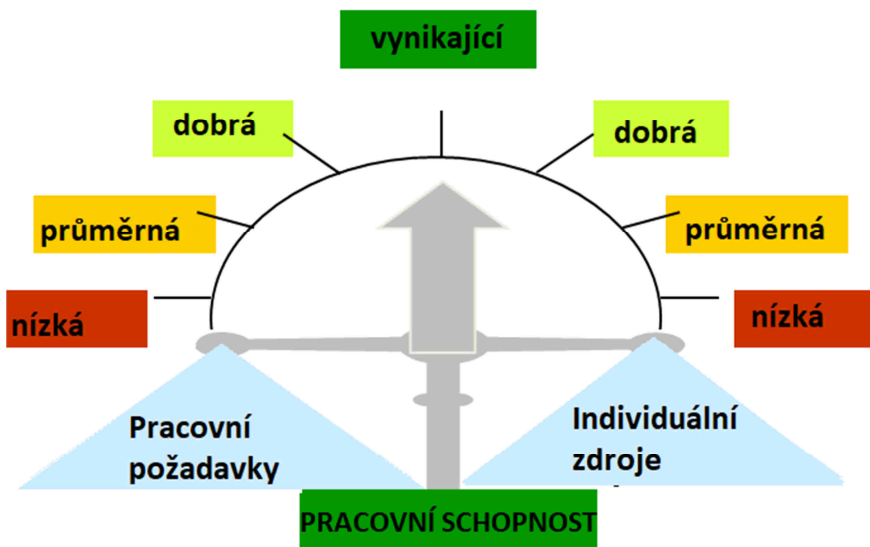 vynikající
dobrá
dobrá
průměrná
průměrná
nízká
nízká
Pracovní
požadavky
Individuální
zdroje
PRACOVNÍ SCHOPNOST